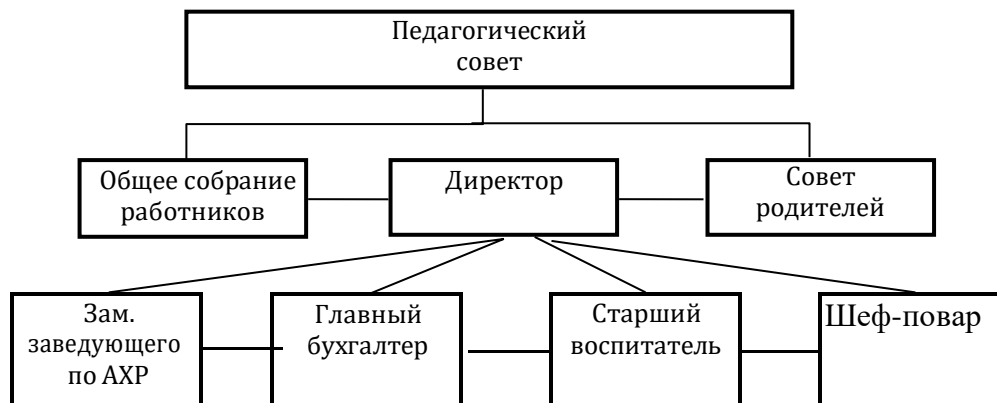 Педагогический
совет
Общее собрание
работников
Директор
Совет
родителей
Зам.
заведующего
по АХР
Главный
бухгалтер
Старший
воспитатель
Шеф-повар